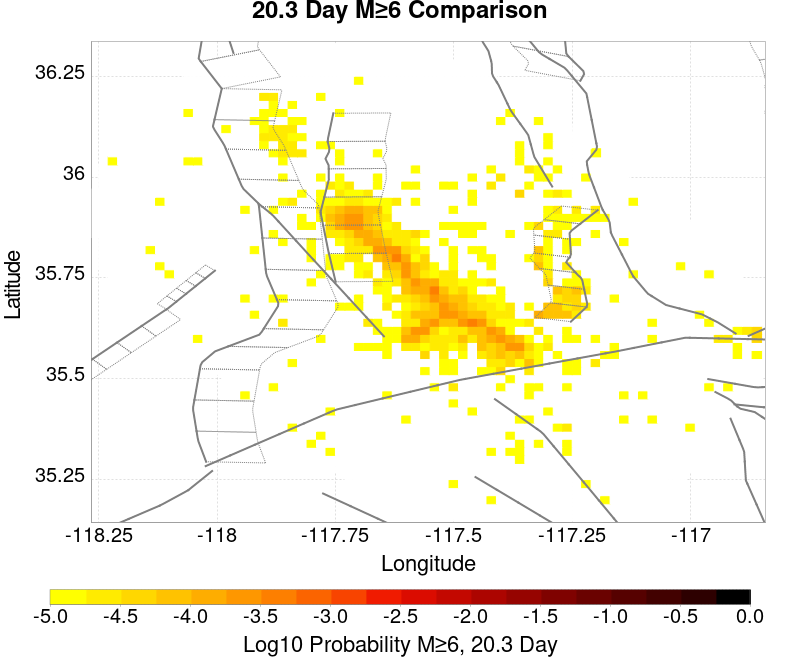 20.3 Day M≥6 Comparison
36.25
36
35.75
35.5
35.25
Latitude
-118.25 -118 -117.75 -117.5 -117.25 -117
Longitude
-5.0 -4.5 -4.0 -3.5 -3.0 -2.5 -2.0 -1.5 -1.0 -0.5 0.0
Log10 Probability M≥6, 20.3 Day